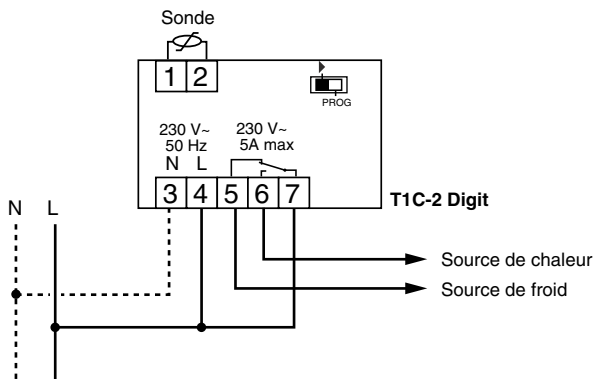 Sonde
1 2
PROG
230 V~ 230 V~
50 Hz 5A max
N L
3 4 5 6 7
T1C-2 Digit
N L
Source de chaleur
Source de froid